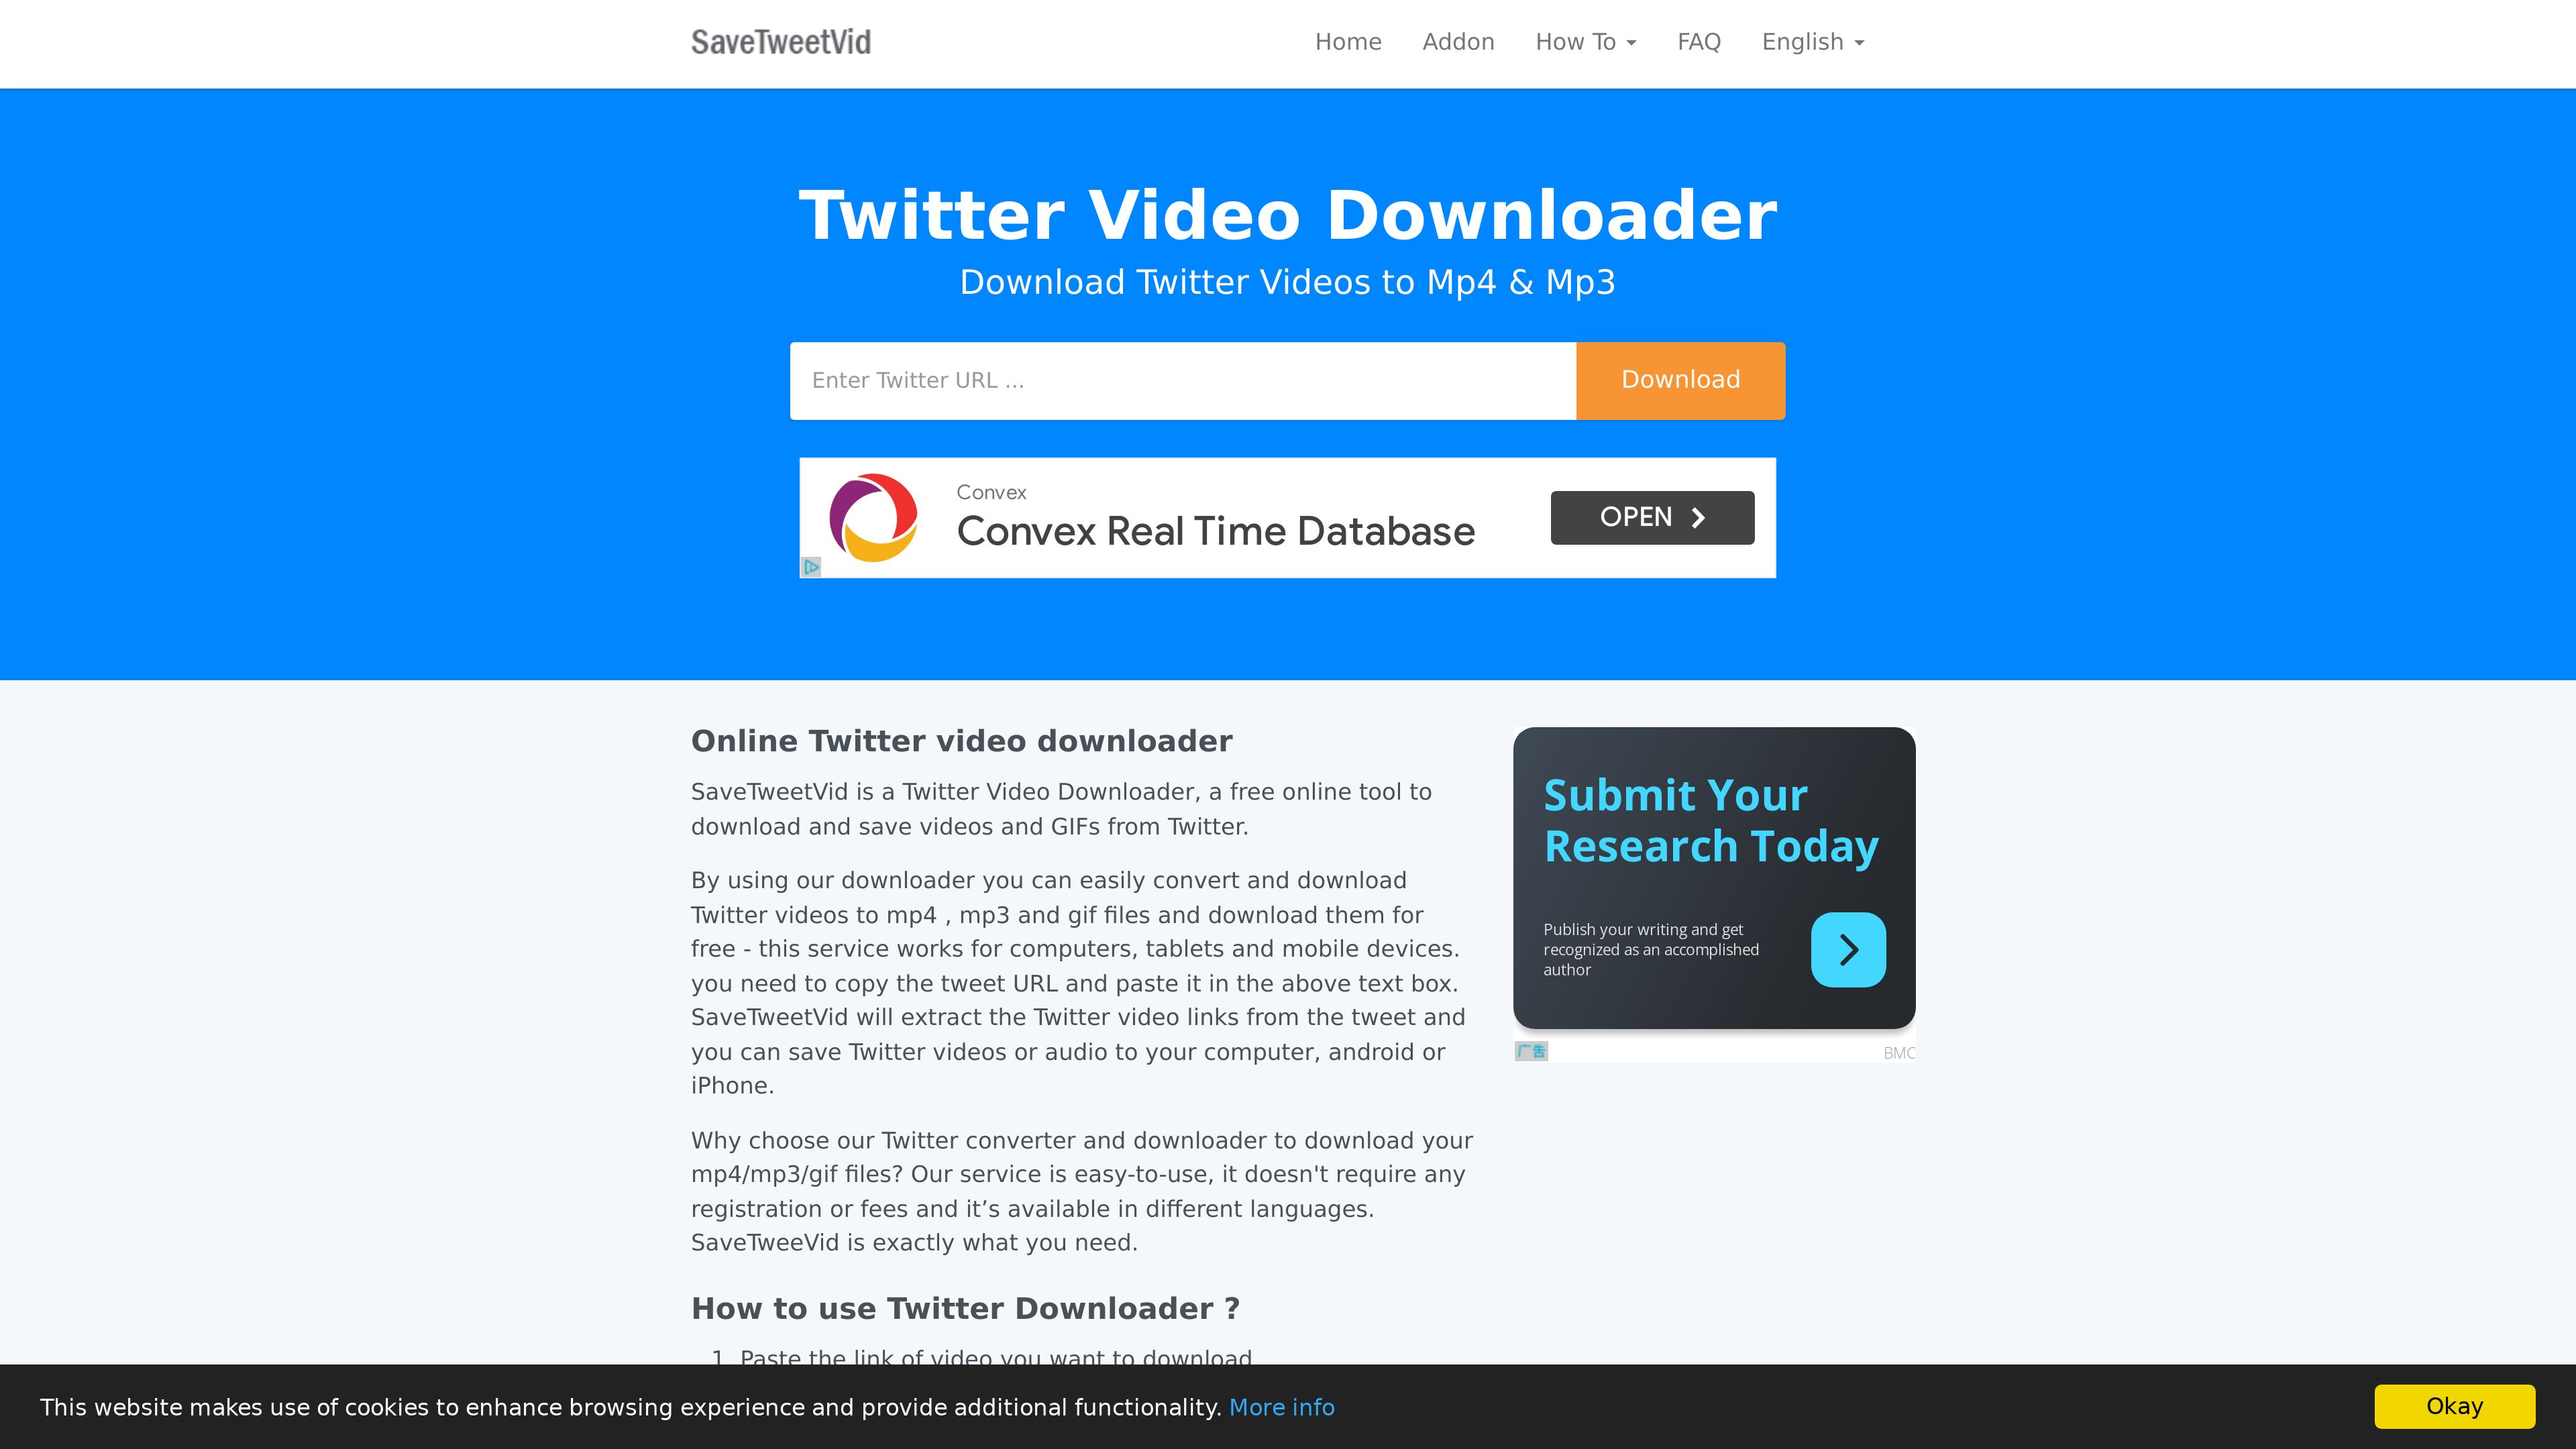 SaveTweetVid
Home
Addon
How To
FAQ
English
Twitter Video Downloader
Download Twitter Videos to Mp4 & Mp3
Enter Twitter URL ...
Download
Convex
Convex Real Time Database
OPEN
Online Twitter video downloader
SaveTweetVid is a Twitter Video Downloader, a free online tool to
download and save videos and GIFs from Twitter.
By using our downloader you can easily convert and download
Twitter videos to mp4 , mp3 and gif files and download them for
free - this service works for computers, tablets and mobile devices.
you need to copy the tweet URL and paste it in the above text box.
SaveTweetVid will extract the Twitter video links from the tweet and
you can save Twitter videos or audio to your computer, android or
iPhone.
Why choose our Twitter converter and downloader to download your
mp4/mp3/gif files? Our service is easy-to-use, it doesn't require any
registration or fees and it’s available in different languages.
SaveTweeVid is exactly what you need.
How to use Twitter Downloader ?
1. Paste the link of video you want to download
Submit Your
Research Today
Publish your writing and get
recognized as an accomplished
author
广告
BMC
This website makes use of cookies to enhance browsing experience and provide additional functionality. More info
Okay